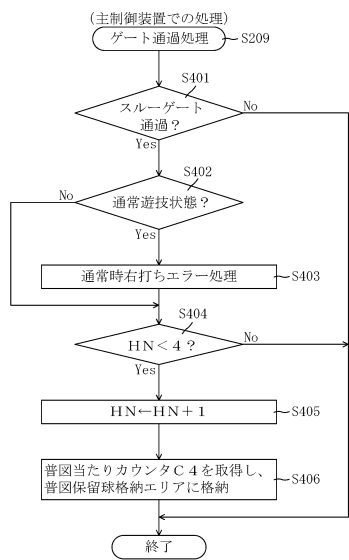 (主制御装置での処理)
ゲート通過処理
S209
S401
スルーゲート
通過？
No
Yes
S402
No
通常遊技状態？
Yes
通常時右打ちエラー処理
S403
S404
ＨＮ＜４？
No
Yes
ＨＮ←ＨＮ＋１
S405
普図当たりカウンタＣ４を取得し、
普図保留球格納エリアに格納
S406
終了